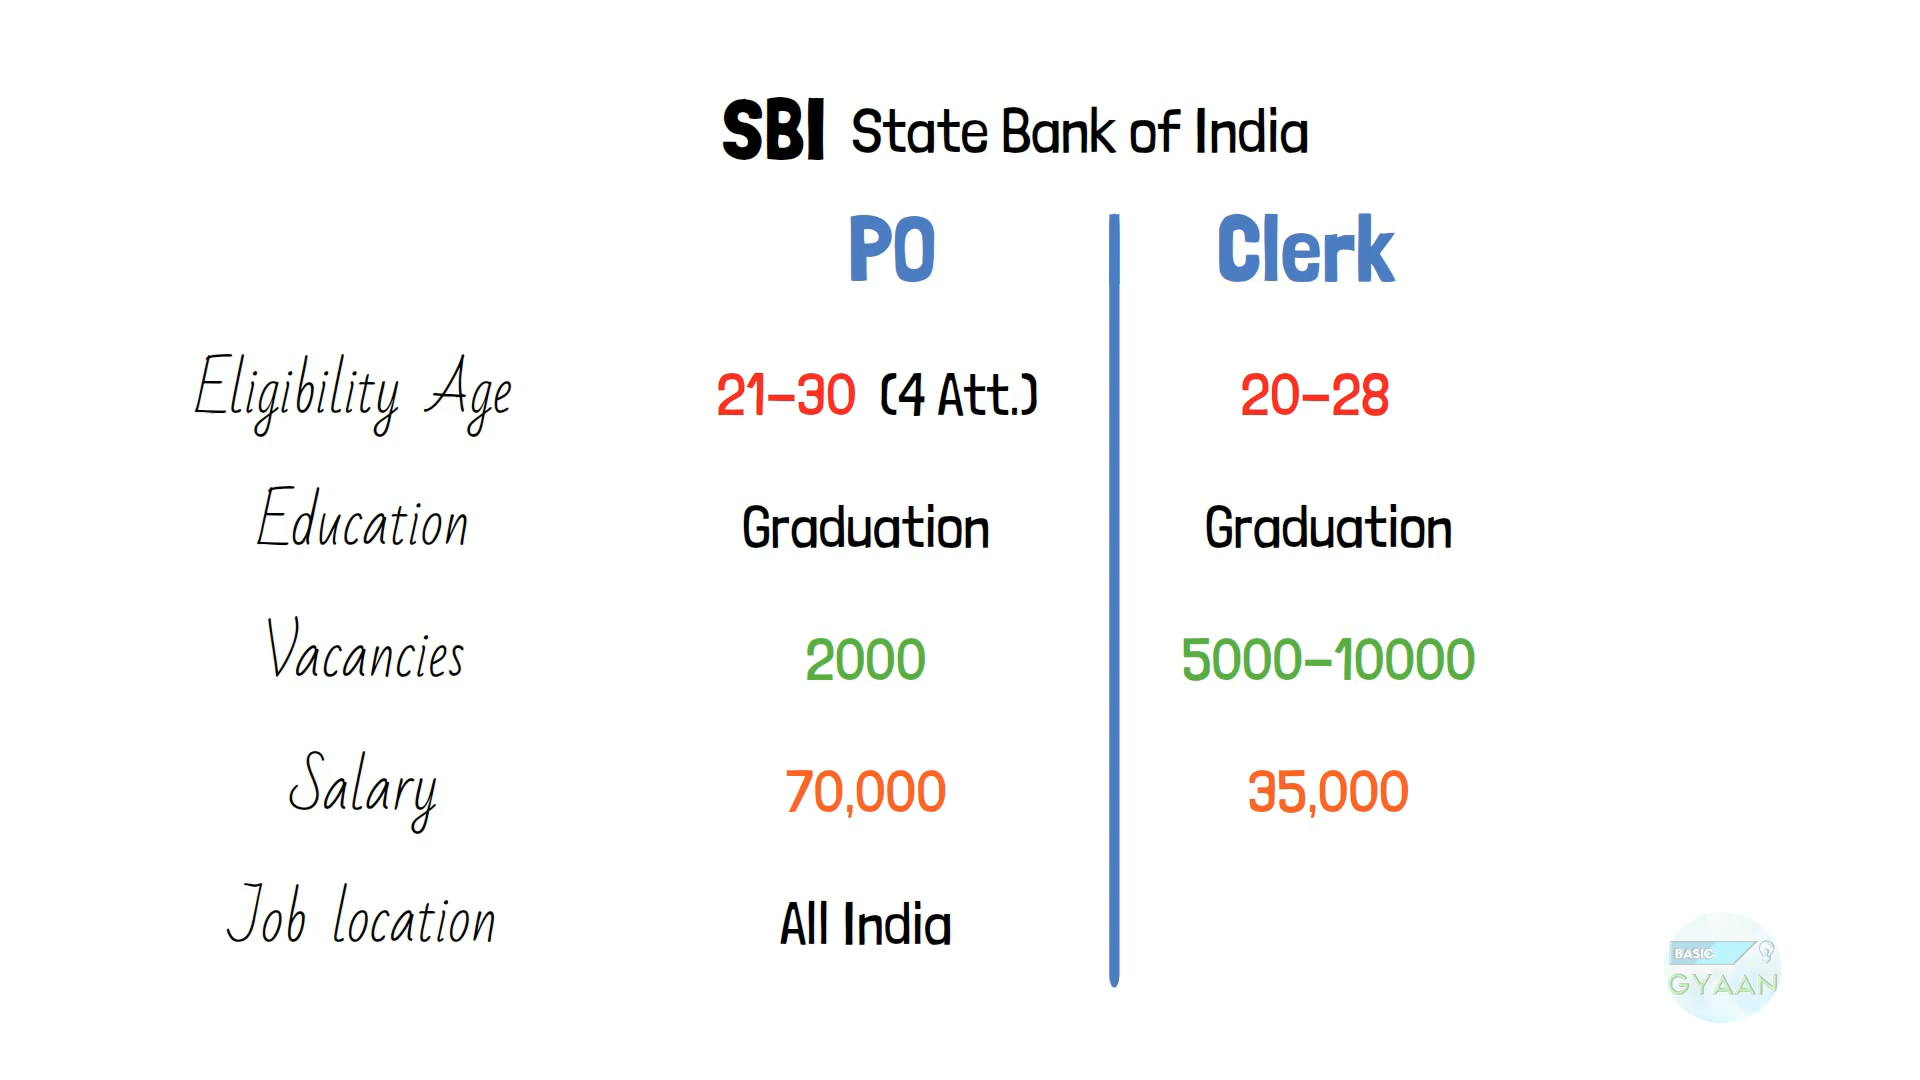 SBI State Bank of India
PO Clerk
Eligibility Age 21-30 (4 Att.) 20-28
Education Graduation Graduation
Vacancies 2000 5000-10000
Salary 70,000 35,000
Job location All India
BASIC
GYAAN